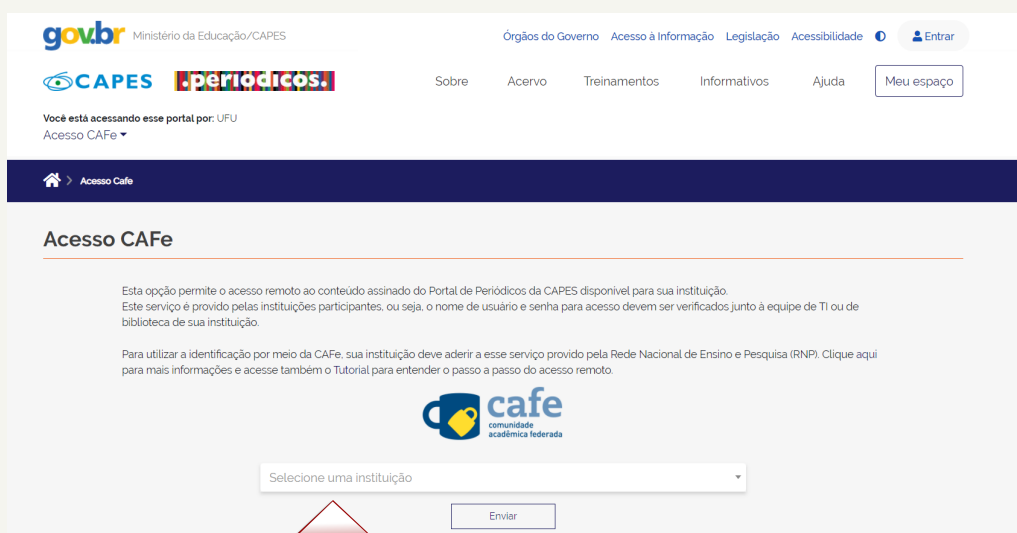 gov.br Ministério da Educação/CAPES Órgãos do Governo Acesso à Informação Legislação Acessibilidade Entrar
CAPES .periódicos. Sobre Acervo Treinamentos Informativos Ajuda Meu espaço
Você está acessando esse portal por: UFU
Acesso CAFe
> Acesso Cafe
Acesso CAFe
Esta opção permite o acesso remoto ao conteúdo assinado do Portal de Periódicos da CAPES disponível para sua instituição.
Este serviço é provido pelas instituições participantes, ou seja, o nome de usuário e senha para acesso devem ser verificados junto à equipe de TI ou de
biblioteca de sua instituição.
Para utilizar a identificação por meio da CAFe, sua instituição deve aderir a esse serviço provido pela Rede Nacional de Ensino e Pesquisa (RNP). Clique aqui
para mais informações e acesse também o Tutorial para entender o passo a passo do acesso remoto.
cafe
comunidade
acadêmica federada
Selecione uma instituição
Enviar